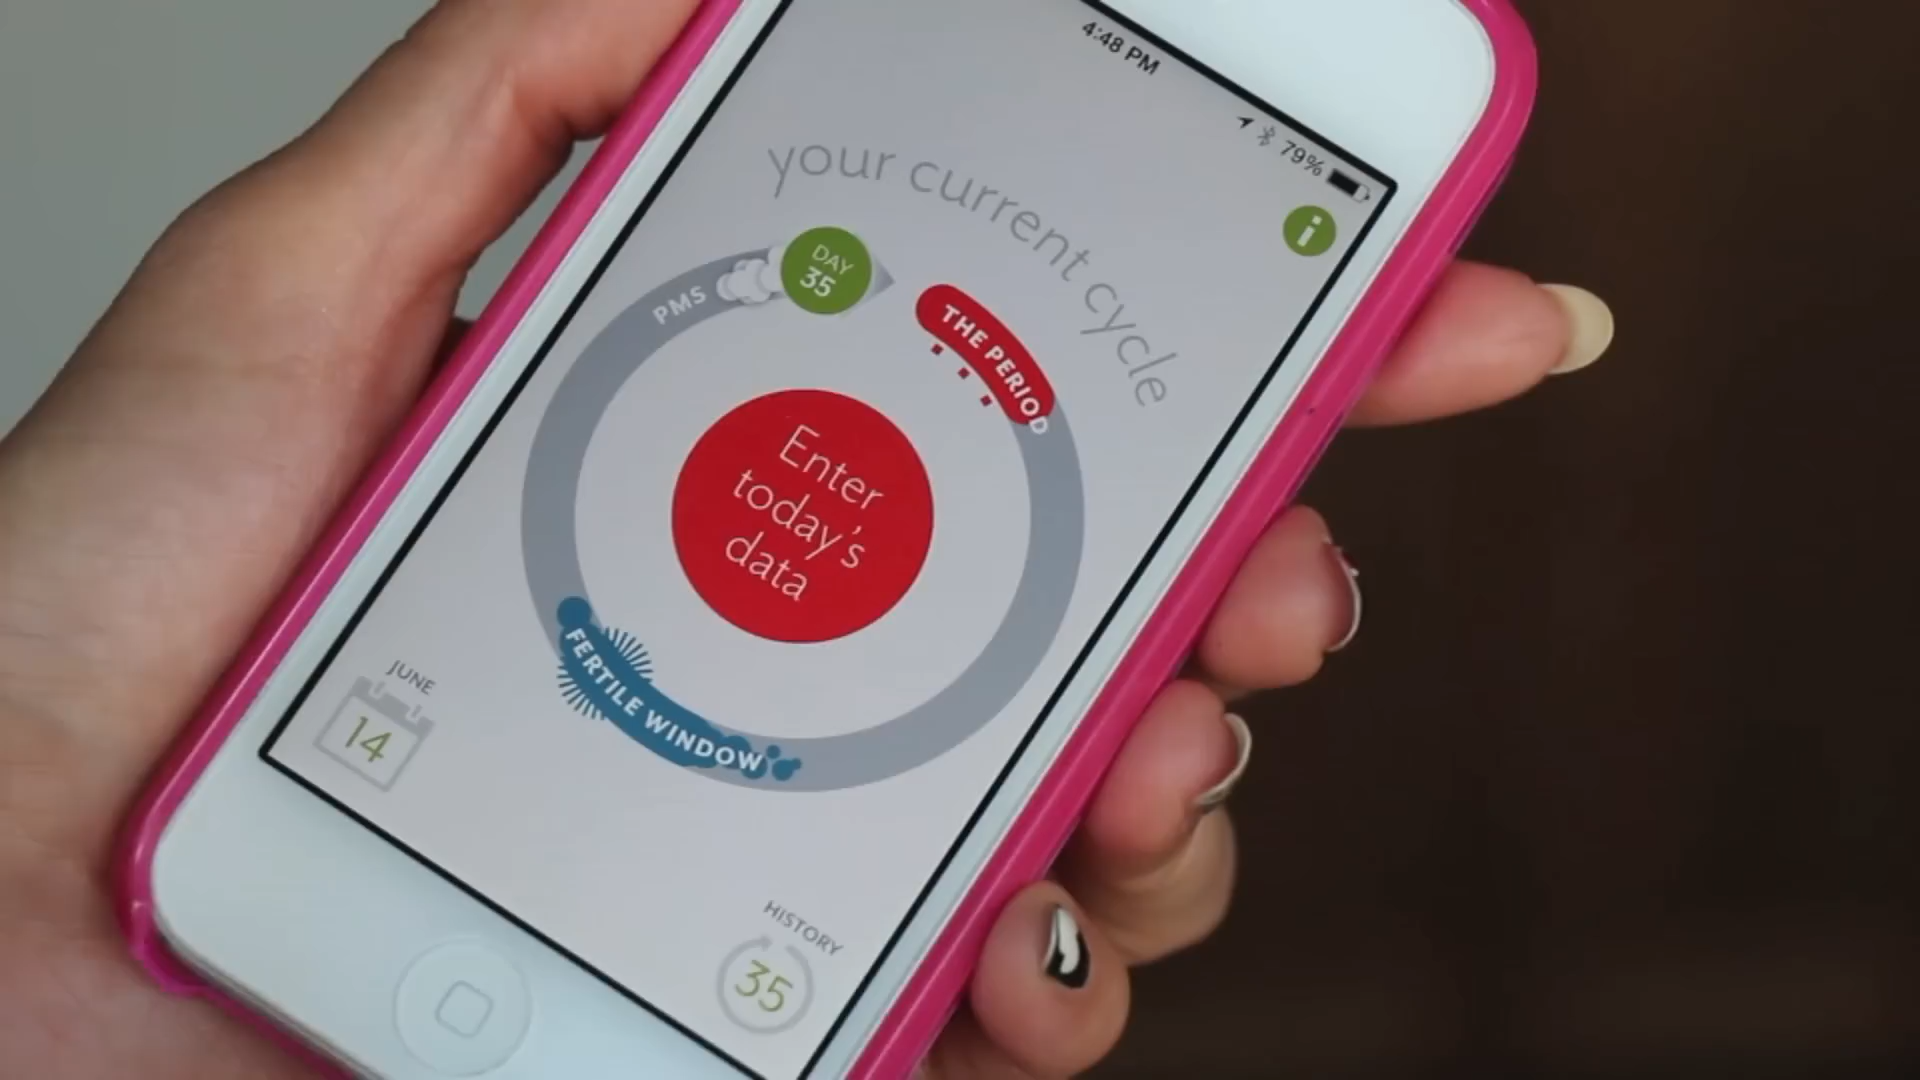 4:48 PM
79%
your current cycle
i
DAY
35
PMS
THE PERIOD
Enter
today's
data
FERTILE WINDOW
JUNE
14
HISTORY
35